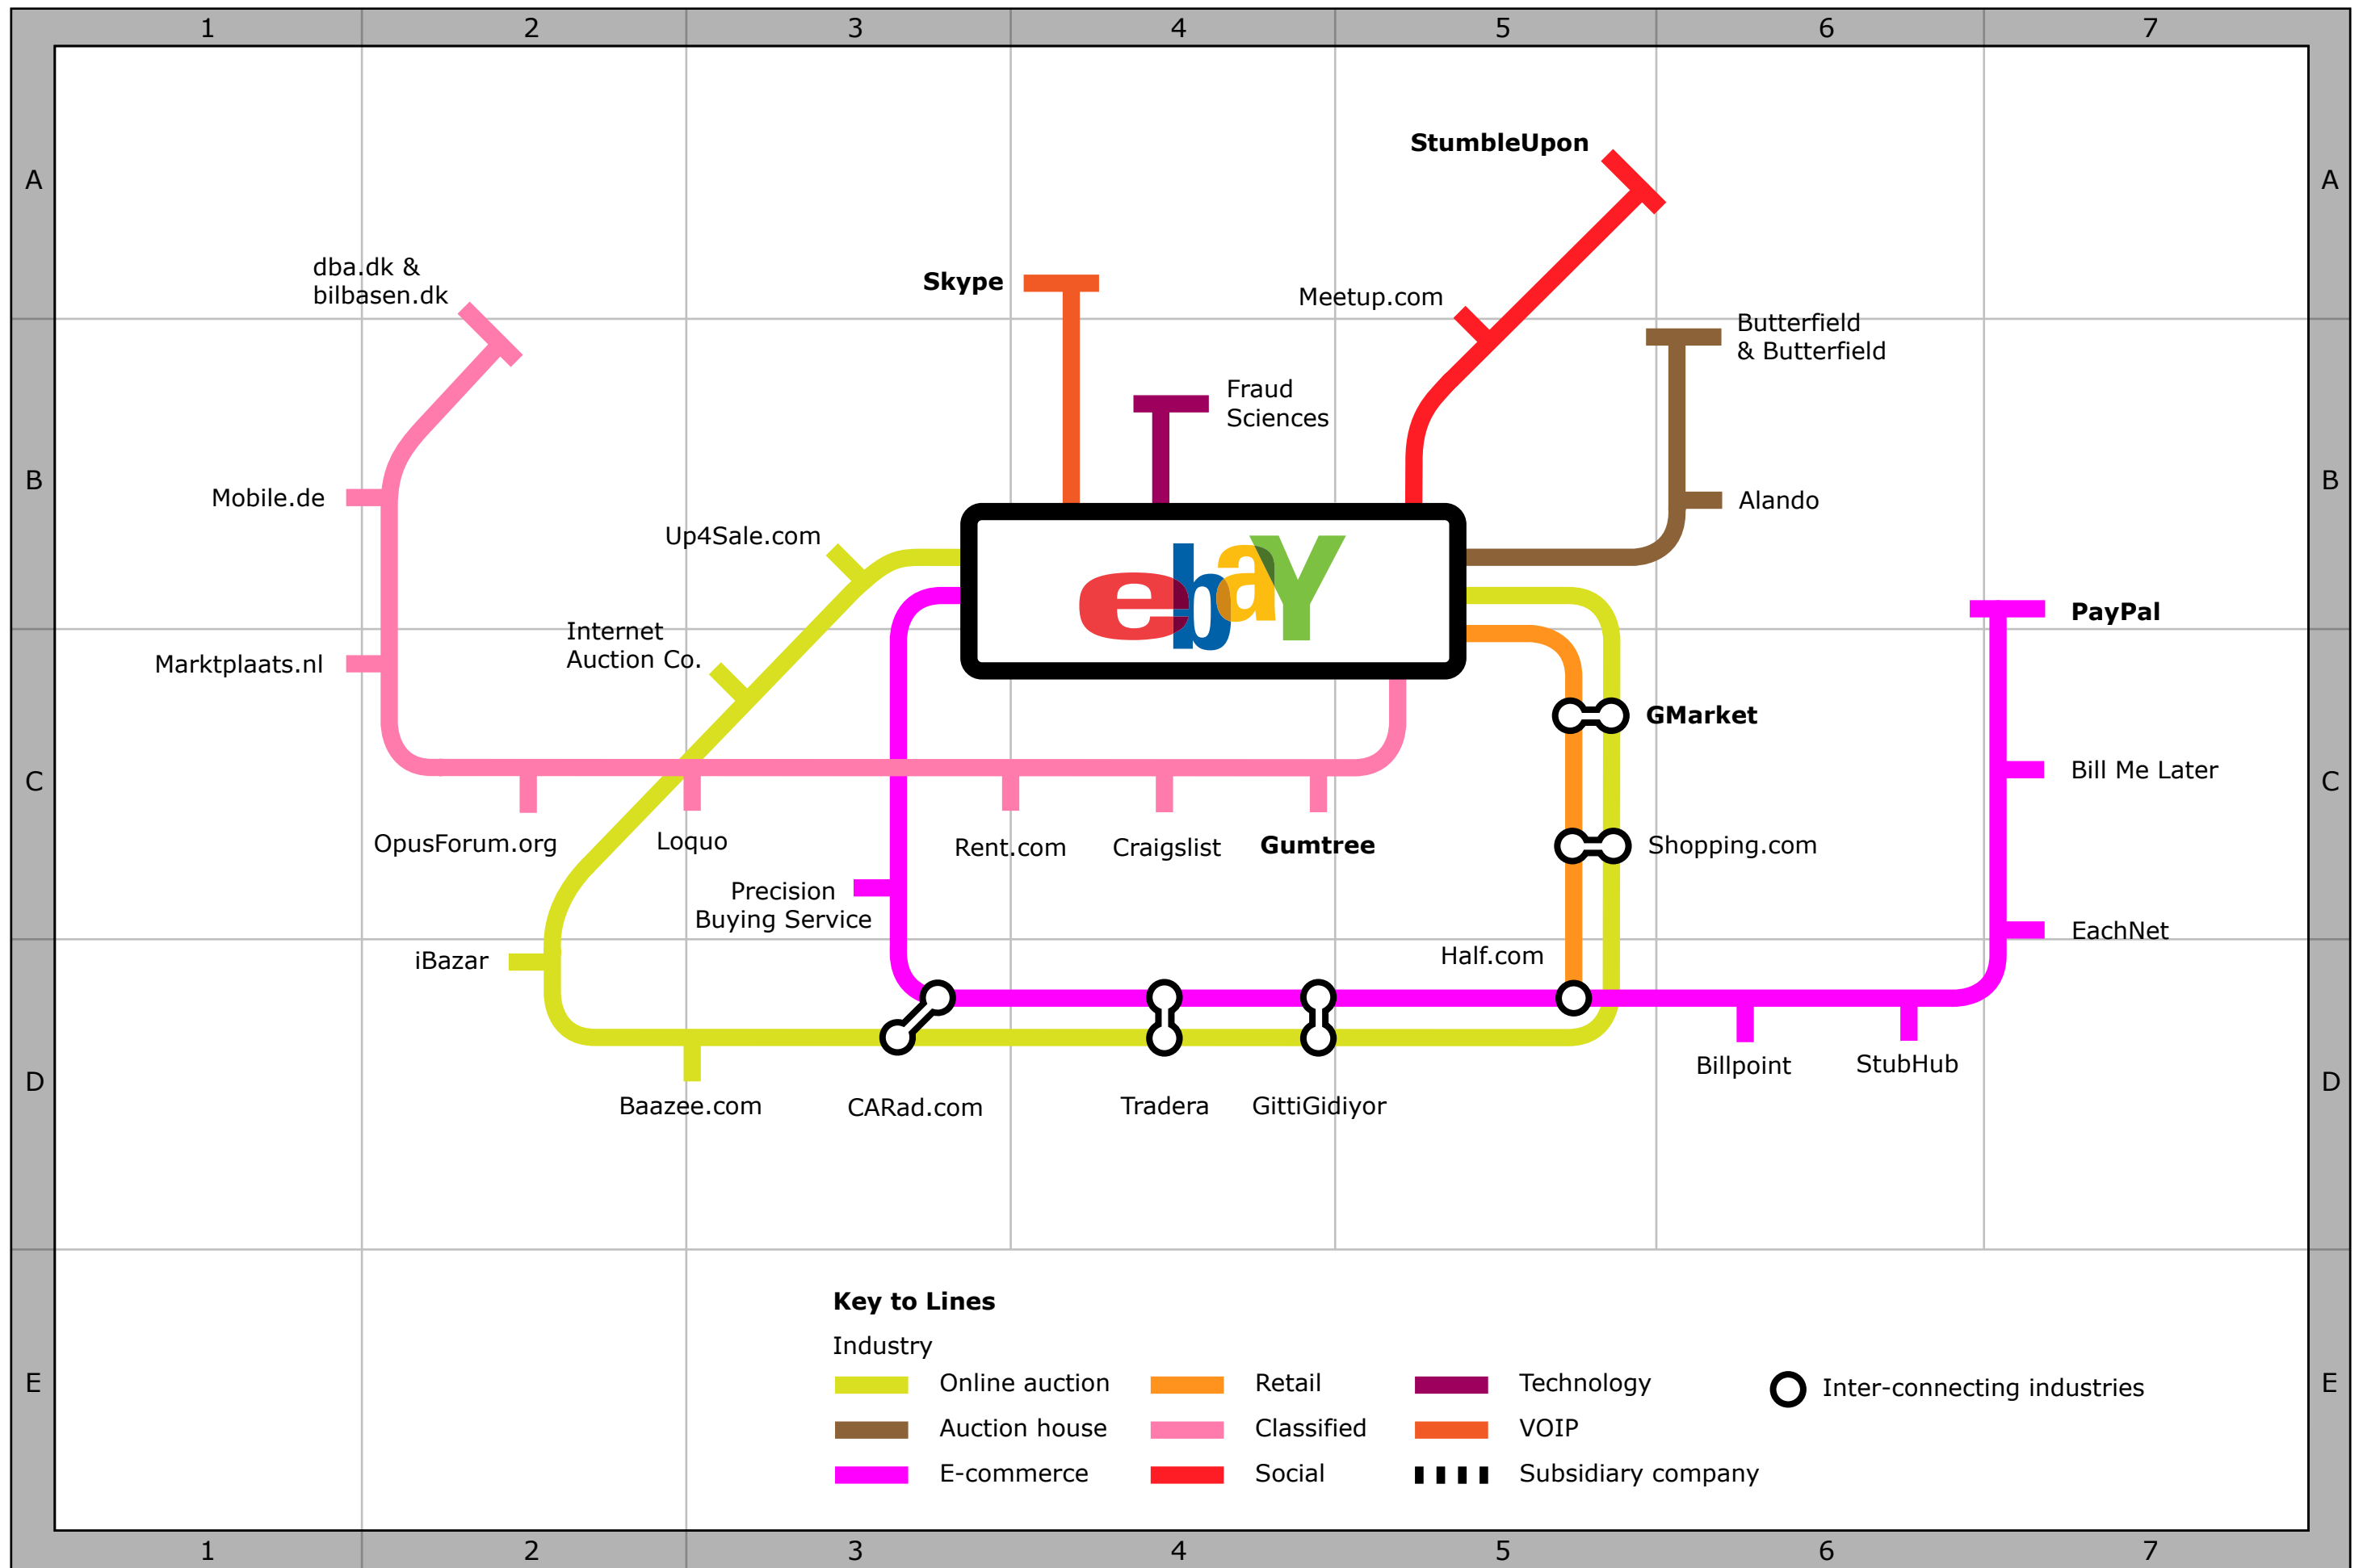 1 2 3 4 5 6 7
A A
StumbleUpon
dba.dk &
bilbasen.dk
Skype
Meetup.com
Butterfield
& Butterfield
Fraud
Sciences
B B
Mobile.de
Alando
Up4Sale.com
ebaY
PayPal
Internet
Auction Co.
Marktplaats.nl
GMarket
C C
Bill Me Later
OpusForum.org
Loquo
Rent.com
Craigslist
Gumtree
Shopping.com
Precision
Buying Service
EachNet
iBazar
Half.com
Billpoint
StubHub
D D
Baazee.com
CARad.com
Tradera
GittiGidiyor
Key to Lines
Industry
E E
Online auction
Retail
Technology
Inter-connecting industries
Auction house
Classified
VOIP
E-commerce
Social
Subsidiary company
1 2 3 4 5 6 7